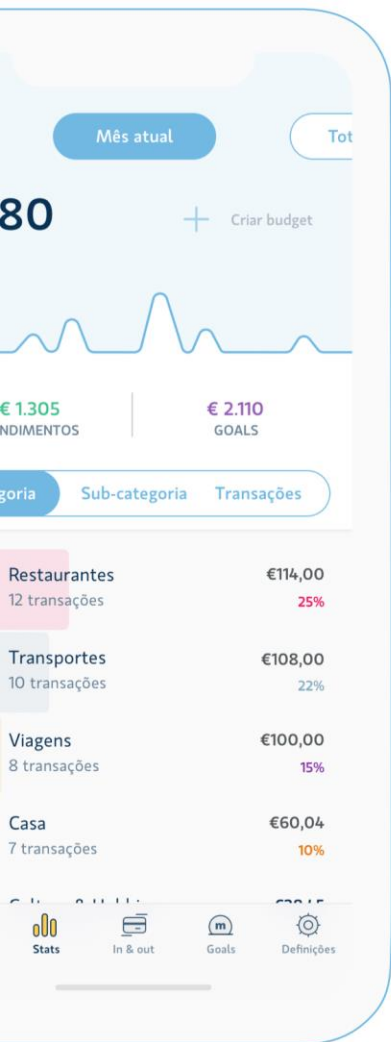 Mês atual
Tot
80
+ Criar budget
€ 1.305
€ 2.110
NDIMENTOS
GOALS
goria
Sub-categoria
Transações
Restaurantes
€114,00
12 transações
25%
Transportes
€108,00
10 transações
22%
Viagens
€100,00
8 transações
15%
Casa
€60,04
7 transações
10%
m
Stats
In & out
Goals
Definições